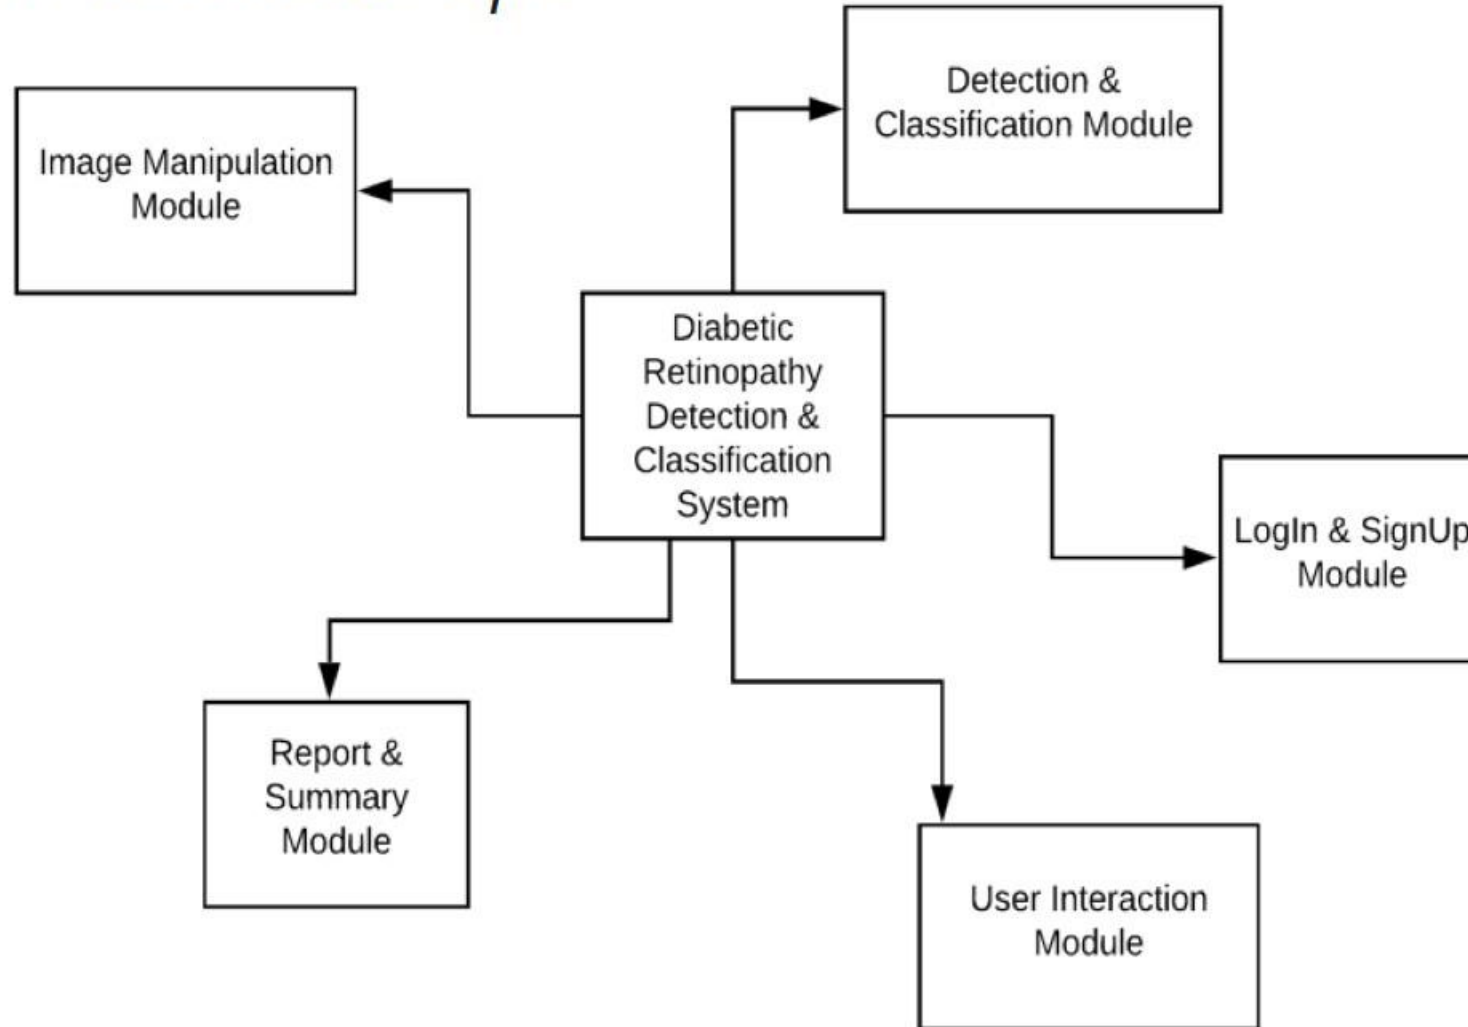 Detection &
Classification Module
Image Manipulation
Module
Diabetic
Retinopathy
Detection &
Classification
System
LogIn & SignUp
Module
Report &
Summary
Module
User Interaction
Module